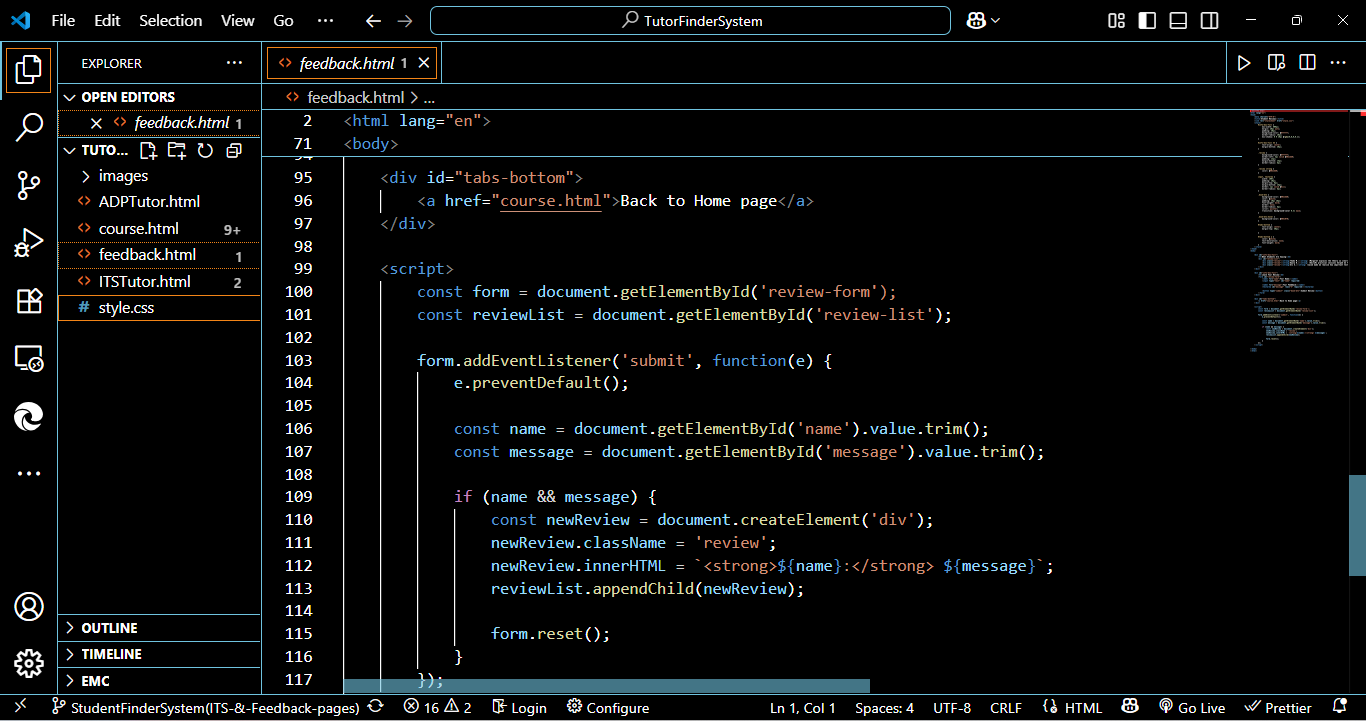 File Edit Selection View Go ··· TutorFinderSystem
EXPLORER ···
OPEN EDITORS
feedback.html 1
TUTO...
images
ADPTutor.html
course.html 9+
feedback.html 1
ITSTutor.html 2
style.css
OUTLINE
TIMELINE
EMC
feedback.html 1
feedback.html > ...
2 <html lang="en">
71 <body>
95 <div id="tabs-bottom">
96 <a href="course.html">Back to Home page</a>
97 </div>
98
99 <script>
100 const form = document.getElementById('review-form');
101 const reviewList = document.getElementById('review-list');
102
103 form.addEventListener('submit', function(e) {
104 e.preventDefault();
105
106 const name = document.getElementById('name').value.trim();
107 const message = document.getElementById('message').value.trim();
108
109 if (name && message) {
110 const newReview = document.createElement('div');
111 newReview.className = 'review';
112 newReview.innerHTML = `<strong>${name}:</strong> ${message}`;
113 reviewList.appendChild(newReview);
114
115 form.reset();
116 }
117 });
StudentFinderSystem(ITS-&-Feedback-pages) 16 2 Login Configure Ln 1, Col 1 Spaces: 4 UTF-8 CRLF HTML Go Live Prettier